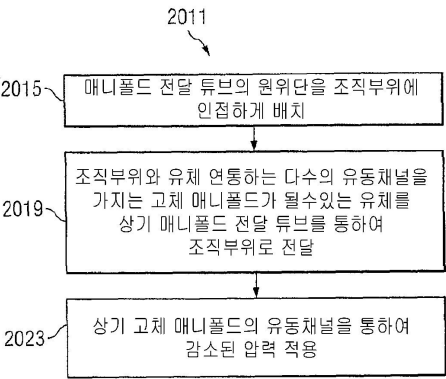 2011
2015
매니폴드 전달 튜브의 원위단을 조직부위에
인접하게 배치
2019
조직부위와 유체 연통하는 다수의 유동채널을
가지는 고체 매니폴드가 될수있는 유체를
상기 매니폴드 전달 튜브를 통하여
조직부위로 전달
2023
상기 고체 매니폴드의 유동채널을 통하여
감소된 압력 적용